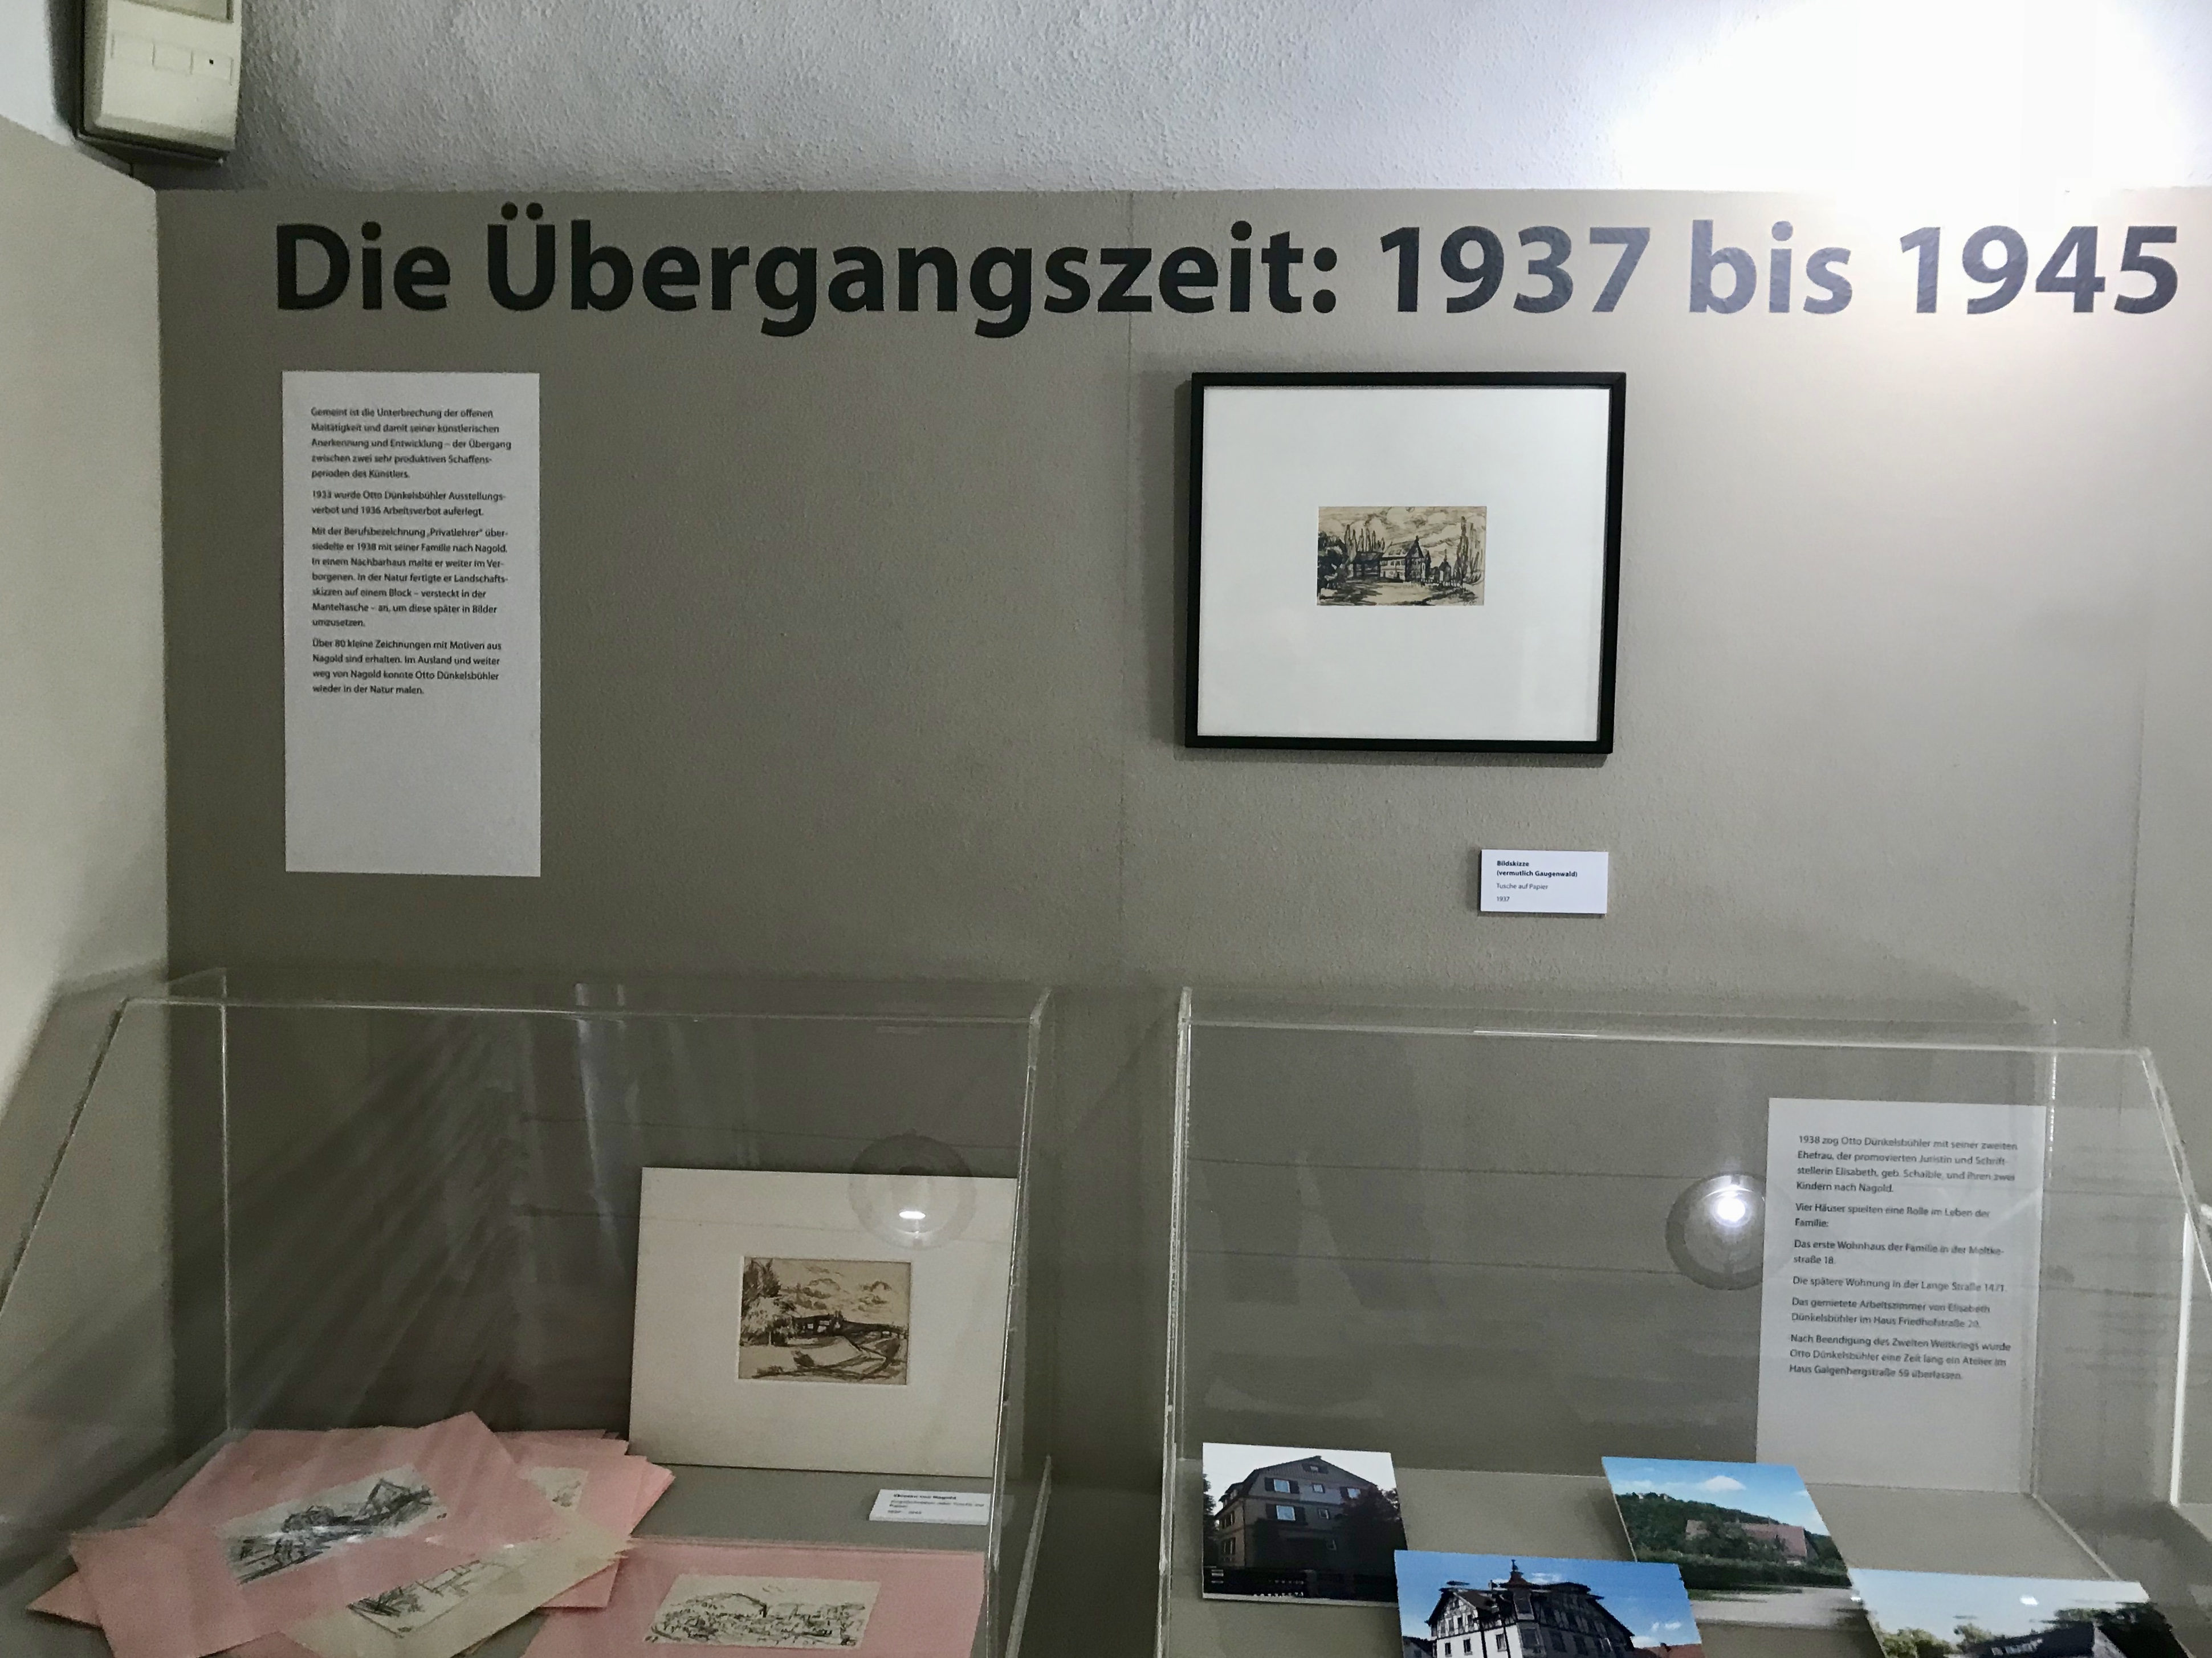 Die Übergangszeit: 1937 bis 1945
Gemeint ist die Unterbrechung der offenen
Maltätigkeit und damit seiner künstlerischen
Anerkennung und Entwicklung – der Übergang
zwischen zwei sehr produktiven Schaffens-
perioden des Künstlers.
1933 wurde Otto Dünkelsbühler Ausstellungs-
verbot und 1936 Arbeitsverbot auferlegt.
Mit der Berufsbezeichnung „Privatlehrer“ über-
siedelte er 1938 mit seiner Familie nach Nagold.
In einem Nachbarhaus malte er weiter im Ver-
borgenen. In der Natur fertigte er Landschafts-
skizzen auf einem Block – versteckt in der
Manteltasche – an, um diese später in Bilder
umzusetzen.
Über 80 kleine Zeichnungen mit Motiven aus
Nagold sind erhalten. Im Ausland und weiter
weg von Nagold konnte Otto Dünkelsbühler
wieder in der Natur malen.
Bildskizze
(vermutlich Gaugenwald)
Tusche auf Papier
1937
1938 zog Otto Dünkelsbühler mit seiner zweiten
Ehefrau, der promovierten Juristin und Schrift-
stellerin Elisabeth, geb. Schaible, und ihren zwei
Kindern nach Nagold.
Vier Häuser spielten eine Rolle im Leben der
Familie:
Das erste Wohnhaus der Familie in der Moltke-
straße 18.
Die spätere Wohnung in der Lange Straße
Das gemietete Arbeitszimmer von Elisabeth
Dünkelsbühler im Haus Friedhofstraße 20.
Nach Beendigung des Zweiten Weltkriegs wurde
Otto Dünkelsbühler eine Zeit lang ein Atelier im
Haus Galgenbergstraße 59 überlassen.